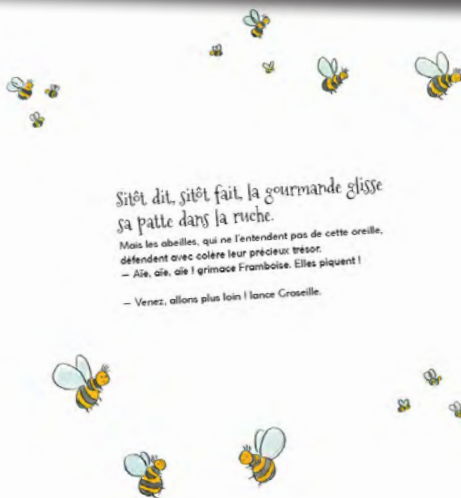 Sitôt dit, sitôt fait, la gourmande glisse
sa patte dans la ruche.
Mais les abeilles, qui ne l'entendent pas de cette oreille,
défendent avec colère leur précieux trésor.
– Aïe, aïe, aïe ! grimace Framboise. Elles piquent !
– Venez, allons plus loin ! lance Groseille.